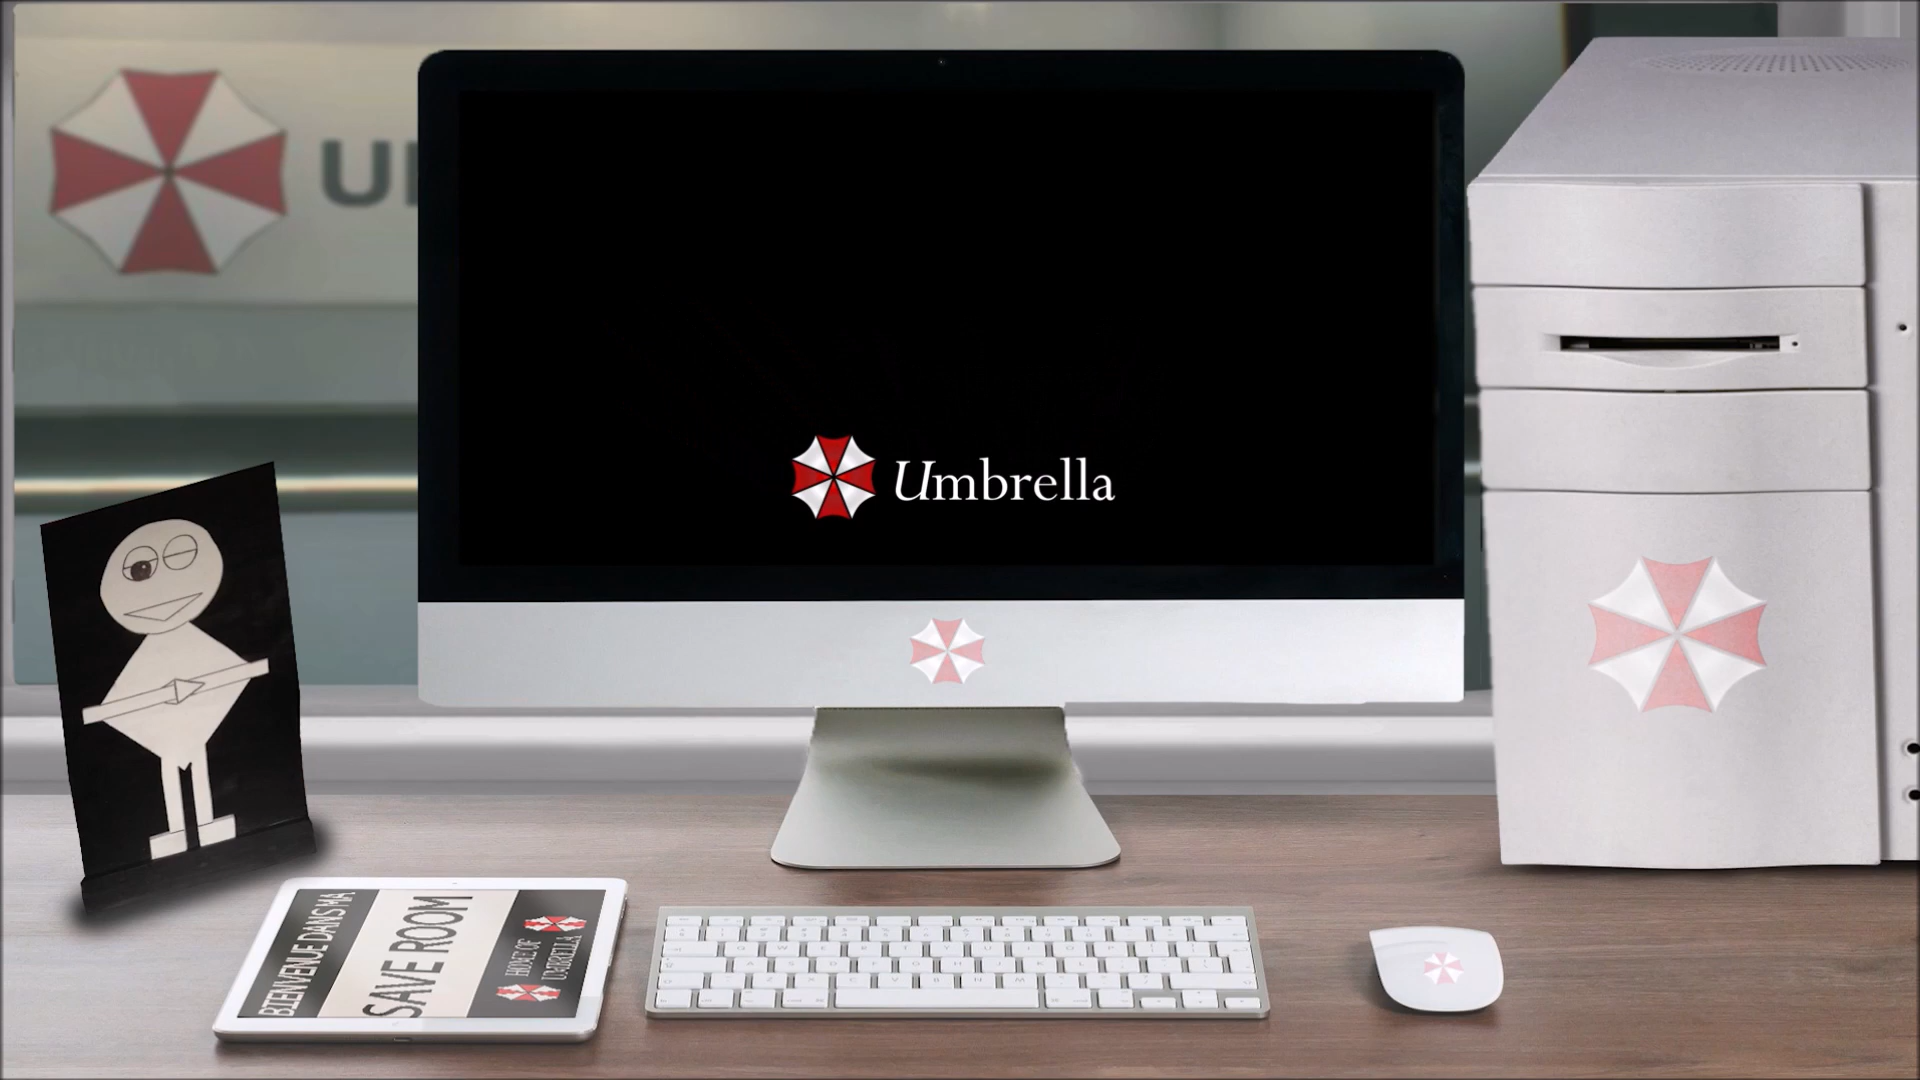 U
Umbrella
BIENVENUE DANS MA
SAVE ROOM
HOME OF
UMBRELLA